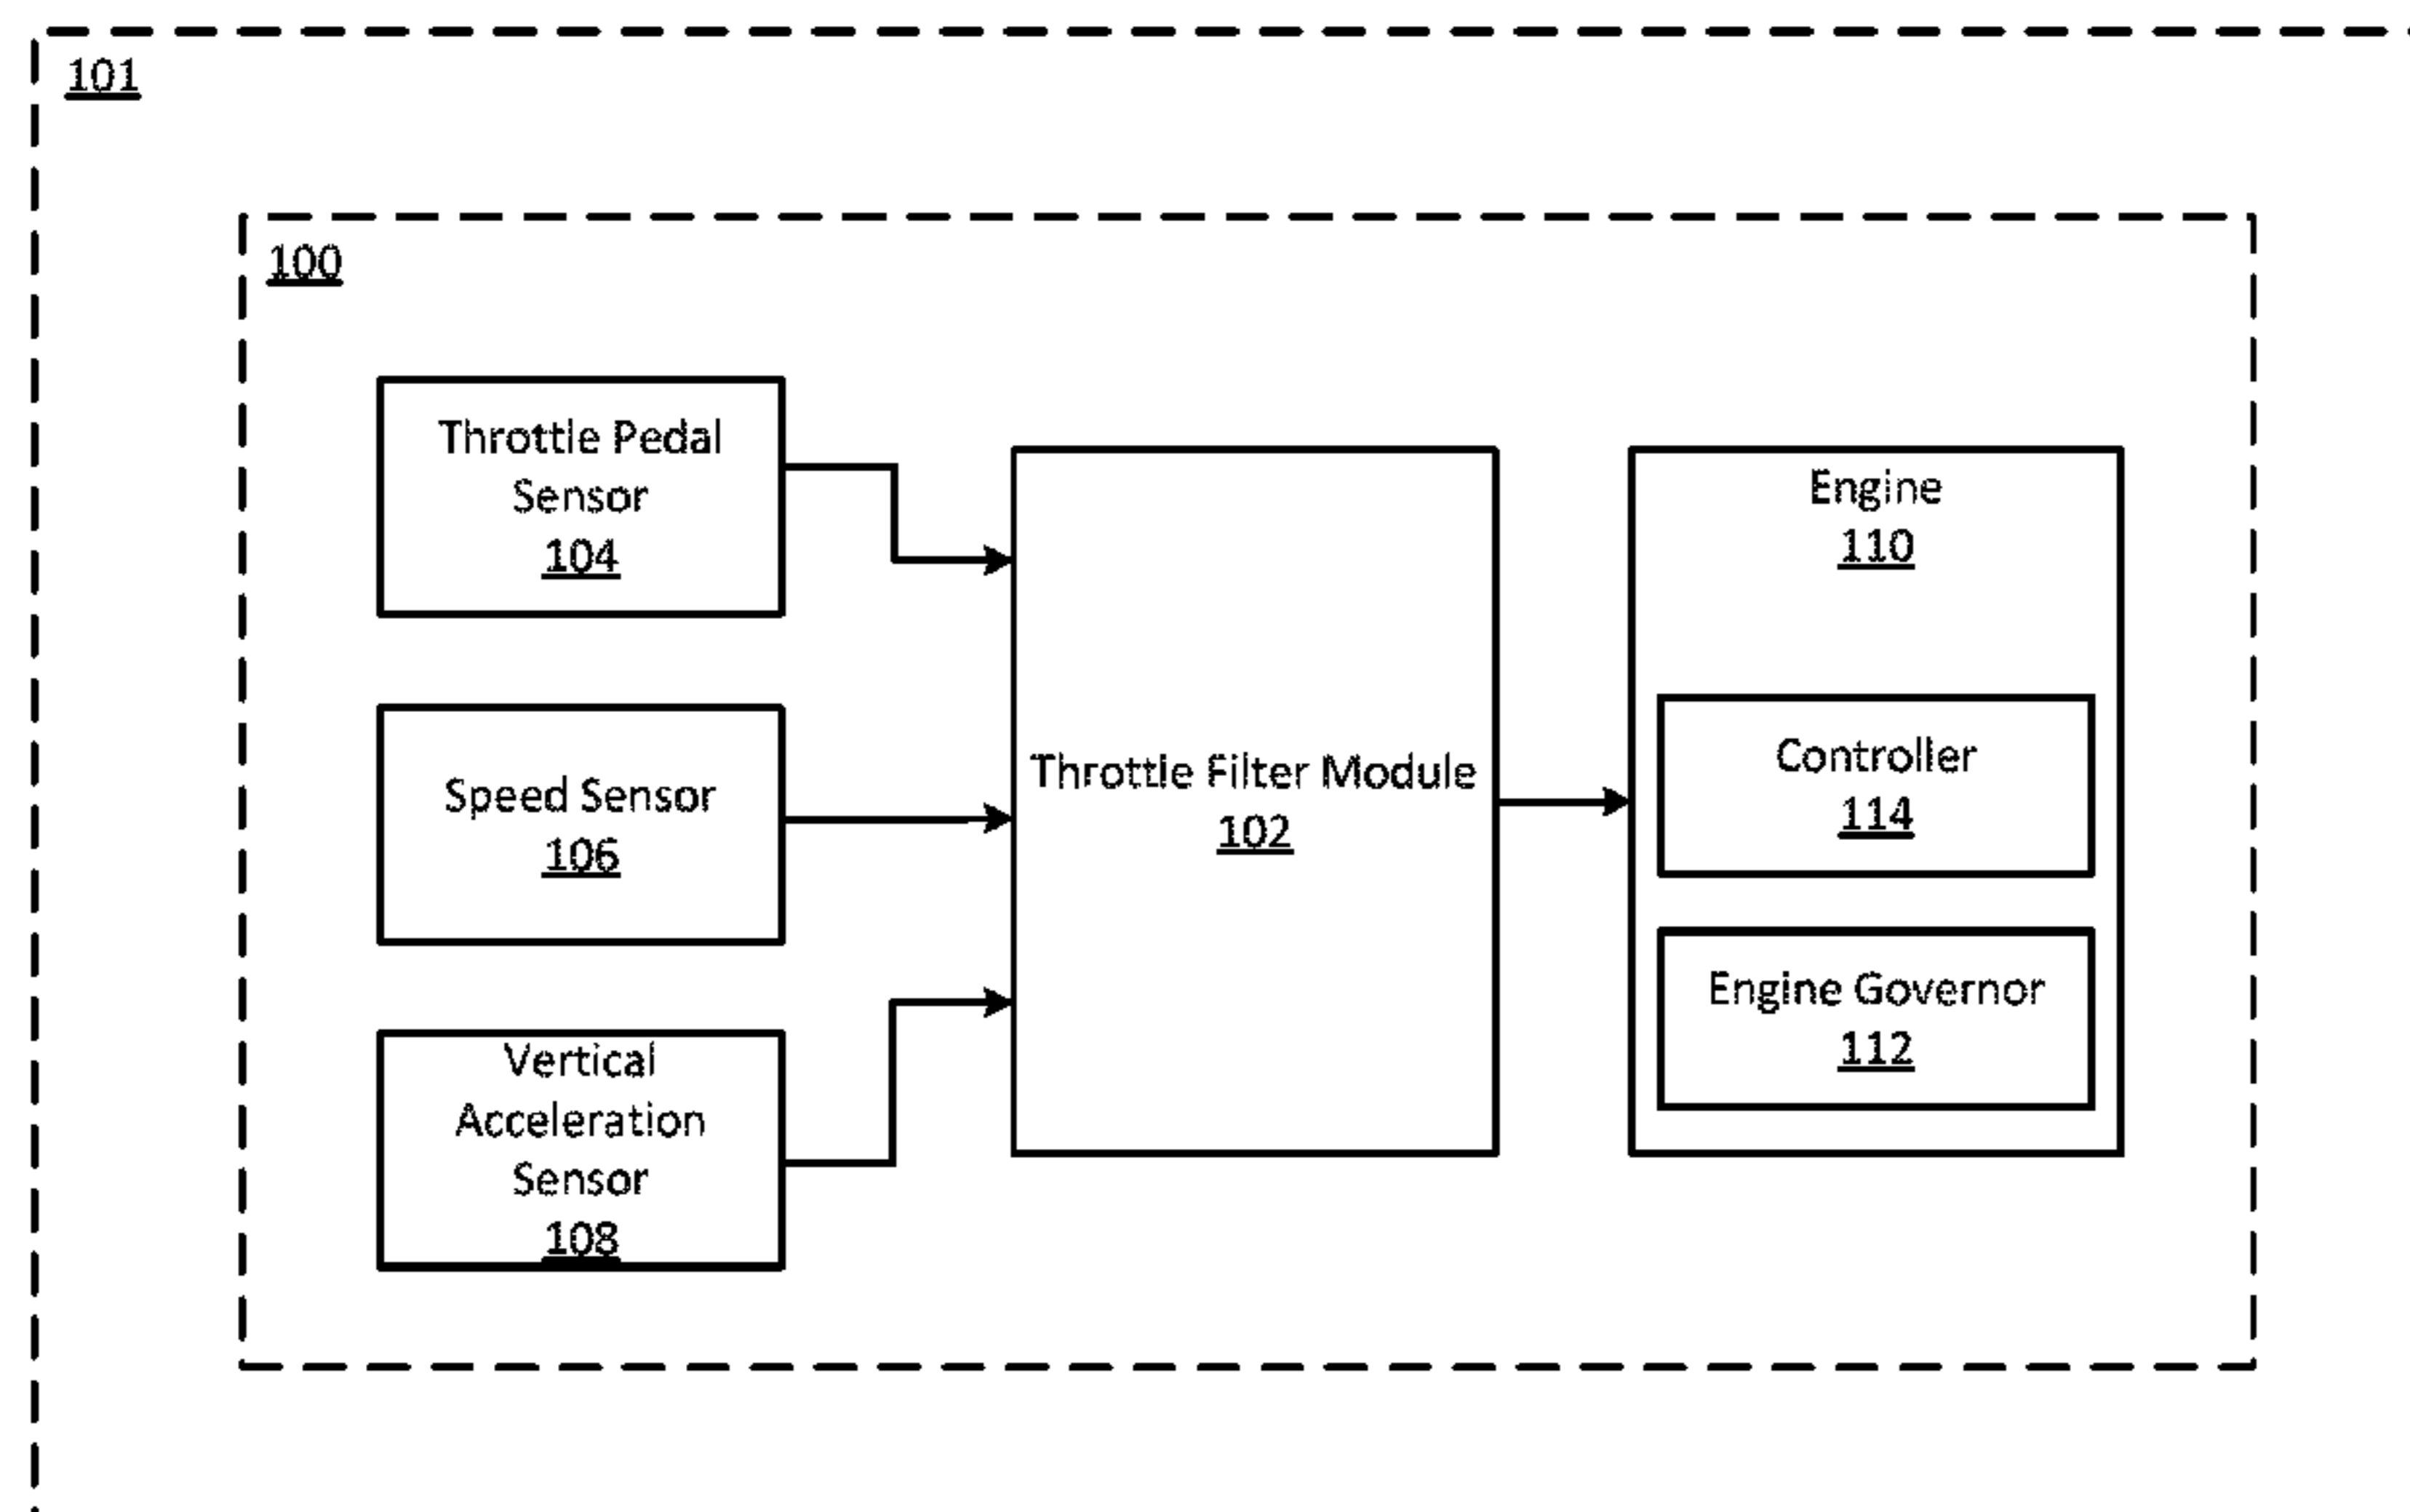 101
100
Throttle Pedal
Sensor
104
Speed Sensor
106
Vertical
Acceleration
Sensor
108
Throttle Filter Module
102
Engine
110
Controller
114
Engine Governor
112